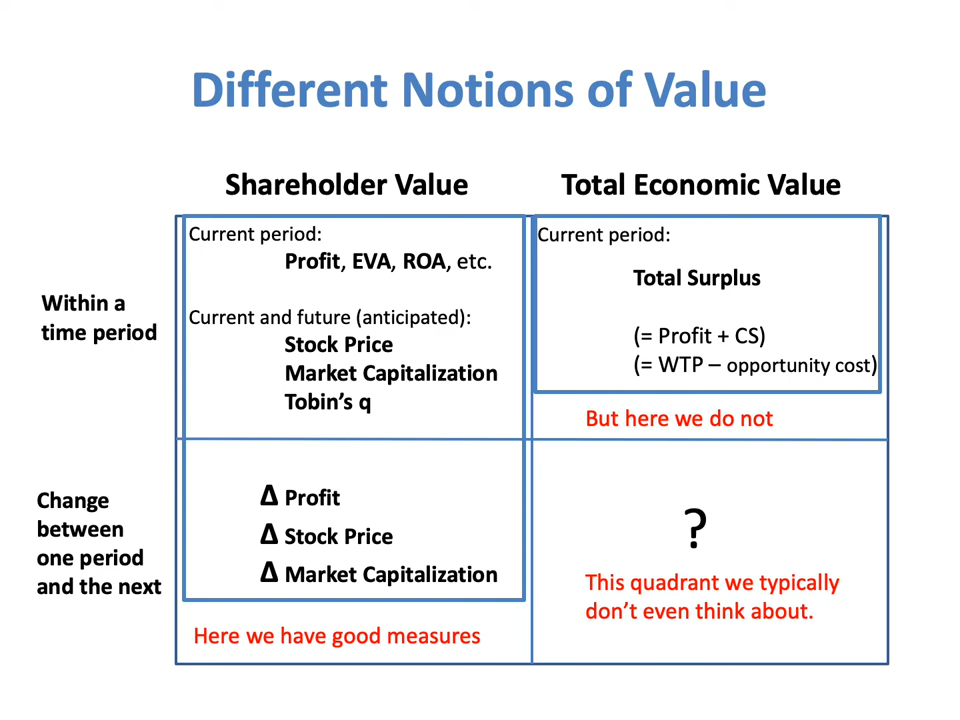 Different Notions of Value
Shareholder Value
Total Economic Value
Within a
time period
Current period:
Profit, EVA, ROA, etc.
Current and future (anticipated):
Stock Price
Market Capitalization
Tobin’s q
Current period:
Total Surplus
(= Profit + CS)
(= WTP – opportunity cost)
But here we do not
Change
between
one period
and the next
Δ Profit
Δ Stock Price
Δ Market Capitalization
Here we have good measures
?
This quadrant we typically
don’t even think about.